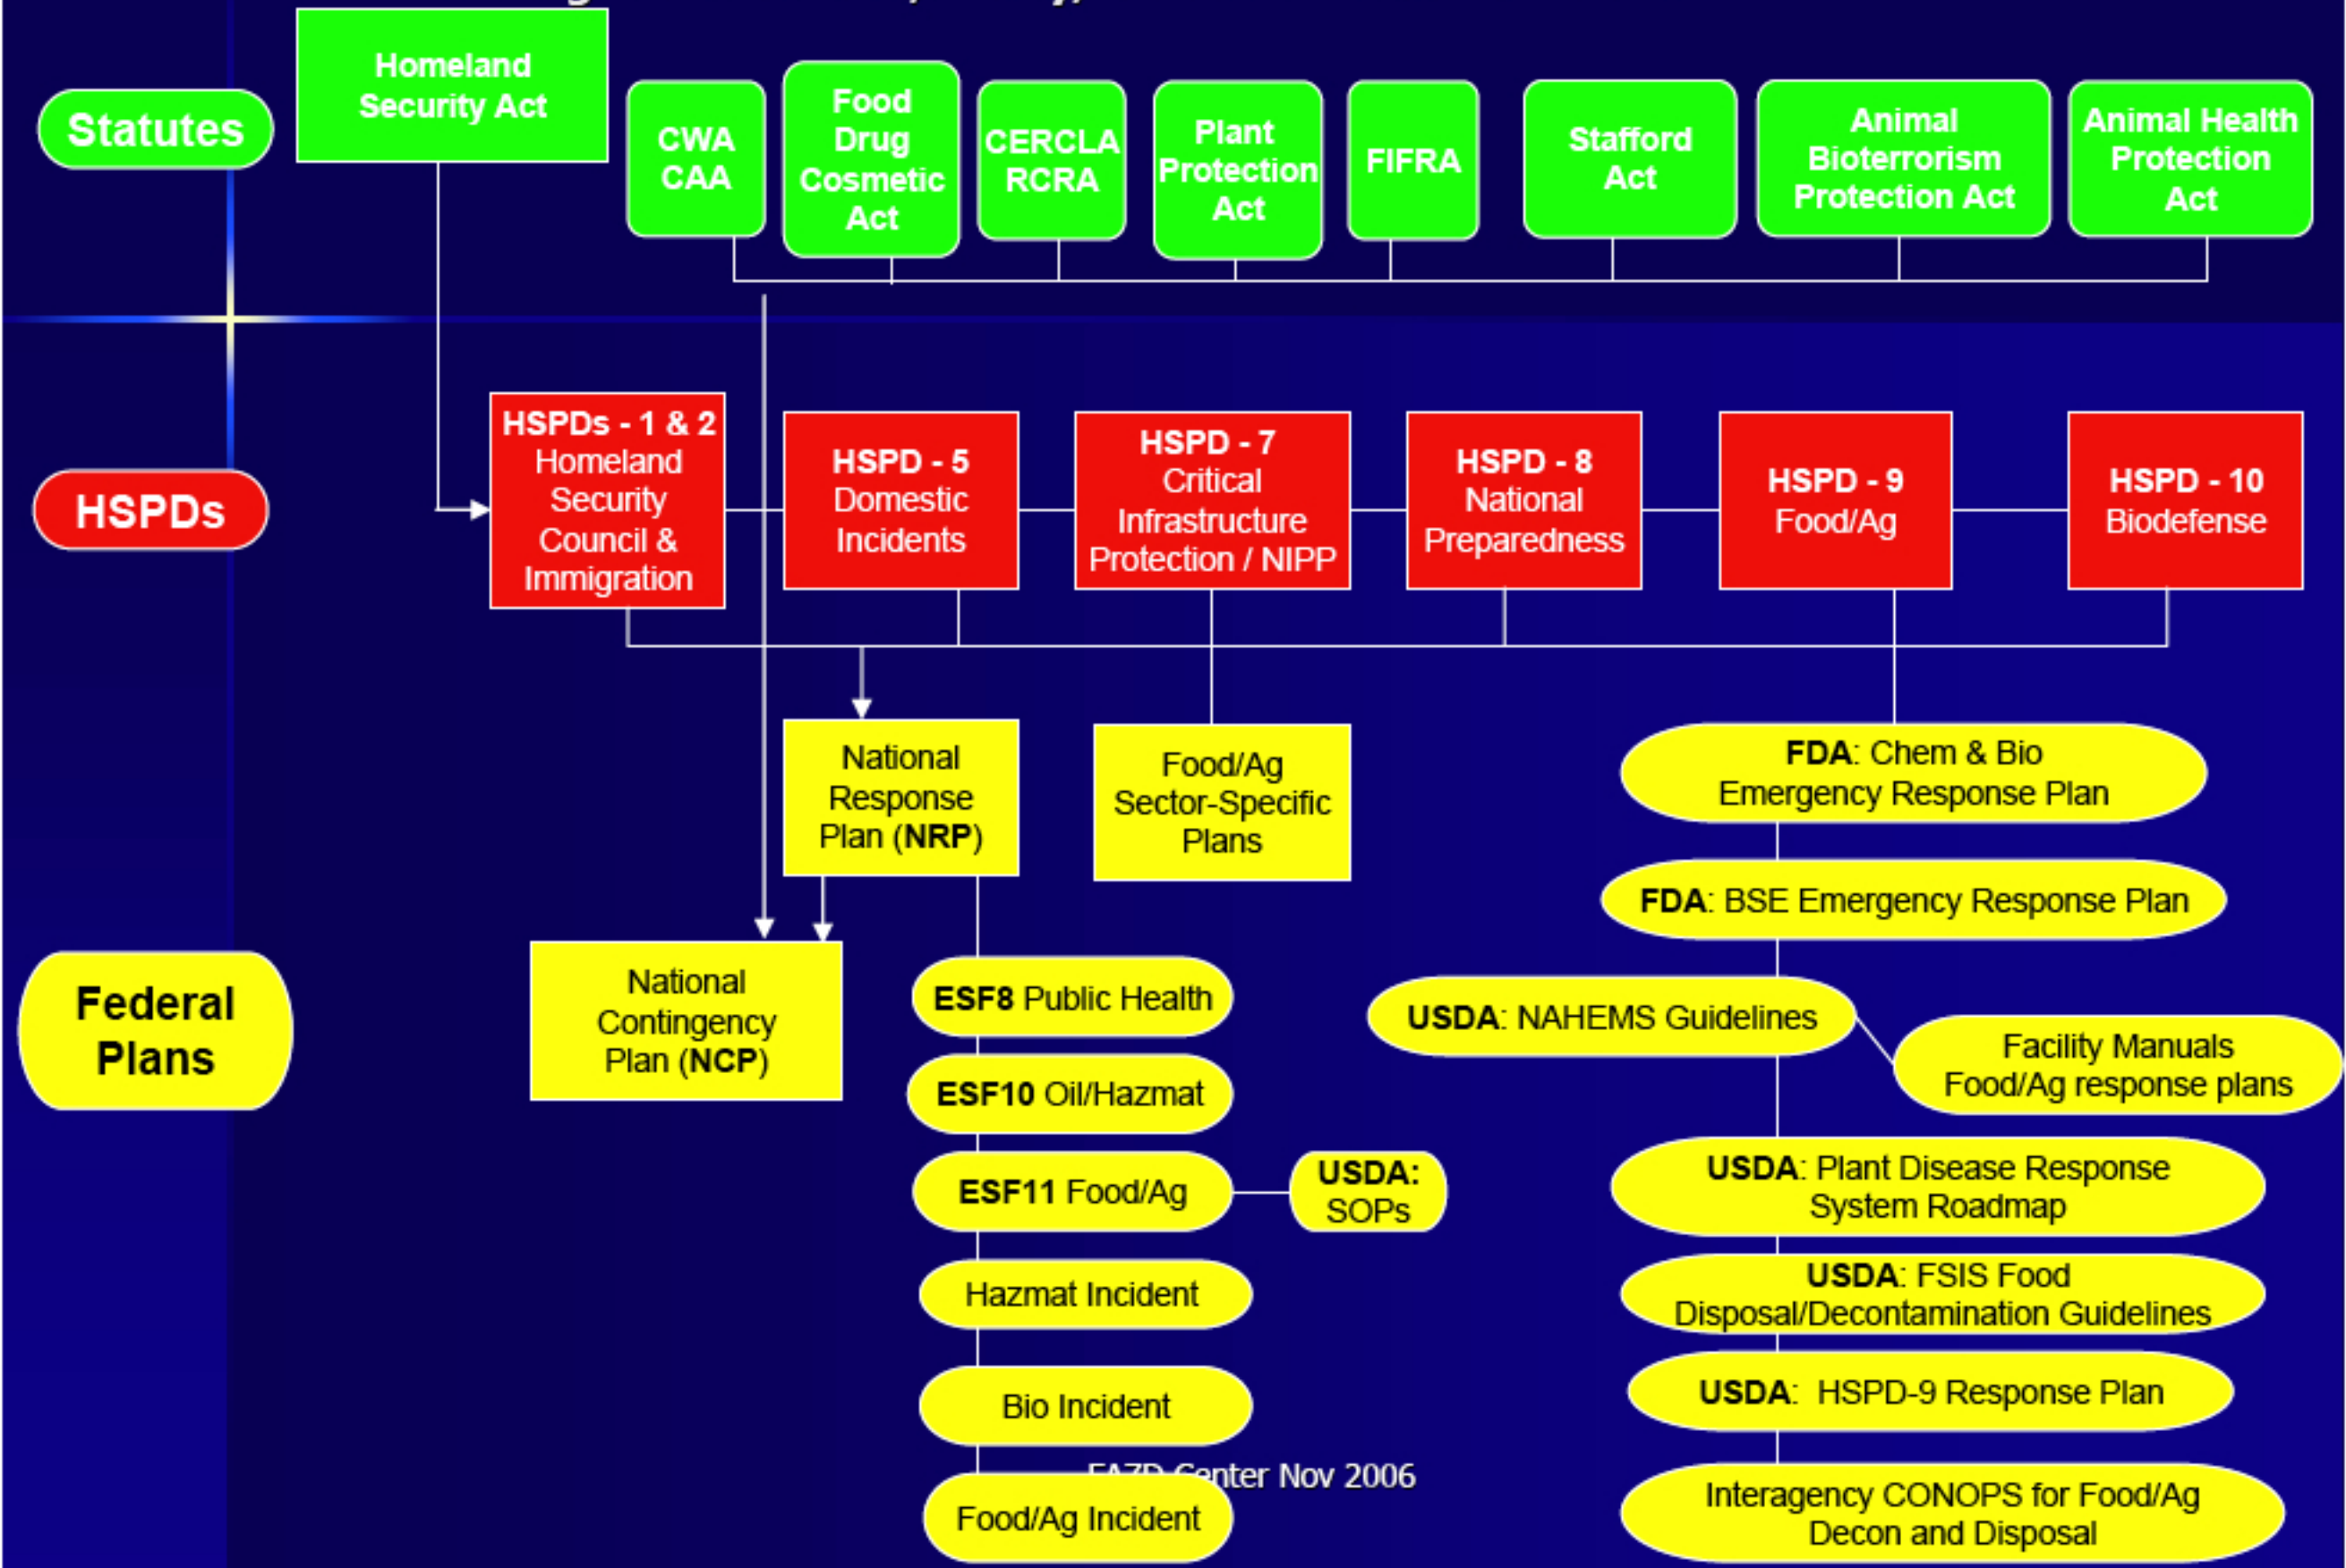 Statutes
Homeland
Security Act
CWA
CAA
Food
Drug
Cosmetic
Act
CERCLA
RCRA
Plant
Protection
Act
FIFRA
Stafford
Act
Animal
Bioterrorism
Protection Act
Animal Health
Protection
Act
HSPDs
HSPDs - 1 & 2
Homeland
Security
Council &
Immigration
HSPD - 5
Domestic
Incidents
HSPD - 7
Critical
Infrastructure
Protection / NIPP
HSPD - 8
National
Preparedness
HSPD - 9
Food/Ag
HSPD - 10
Biodefense
Federal
Plans
National
Response
Plan (NRP)
Food/Ag
Sector-Specific
Plans
National
Contingency
Plan (NCP)
ESF8 Public Health
ESF10 Oil/Hazmat
ESF11 Food/Ag
USDA:
SOPs
Hazmat Incident
Bio Incident
Food/Ag Incident
FDA: Chem & Bio
Emergency Response Plan
FDA: BSE Emergency Response Plan
USDA: NAHEMS Guidelines
Facility Manuals
Food/Ag response plans
USDA: Plant Disease Response
System Roadmap
USDA: FSIS Food
Disposal/Decontamination Guidelines
USDA:  HSPD-9 Response Plan
Interagency CONOPS for Food/Ag
Decon and Disposal
Center Nov 2006